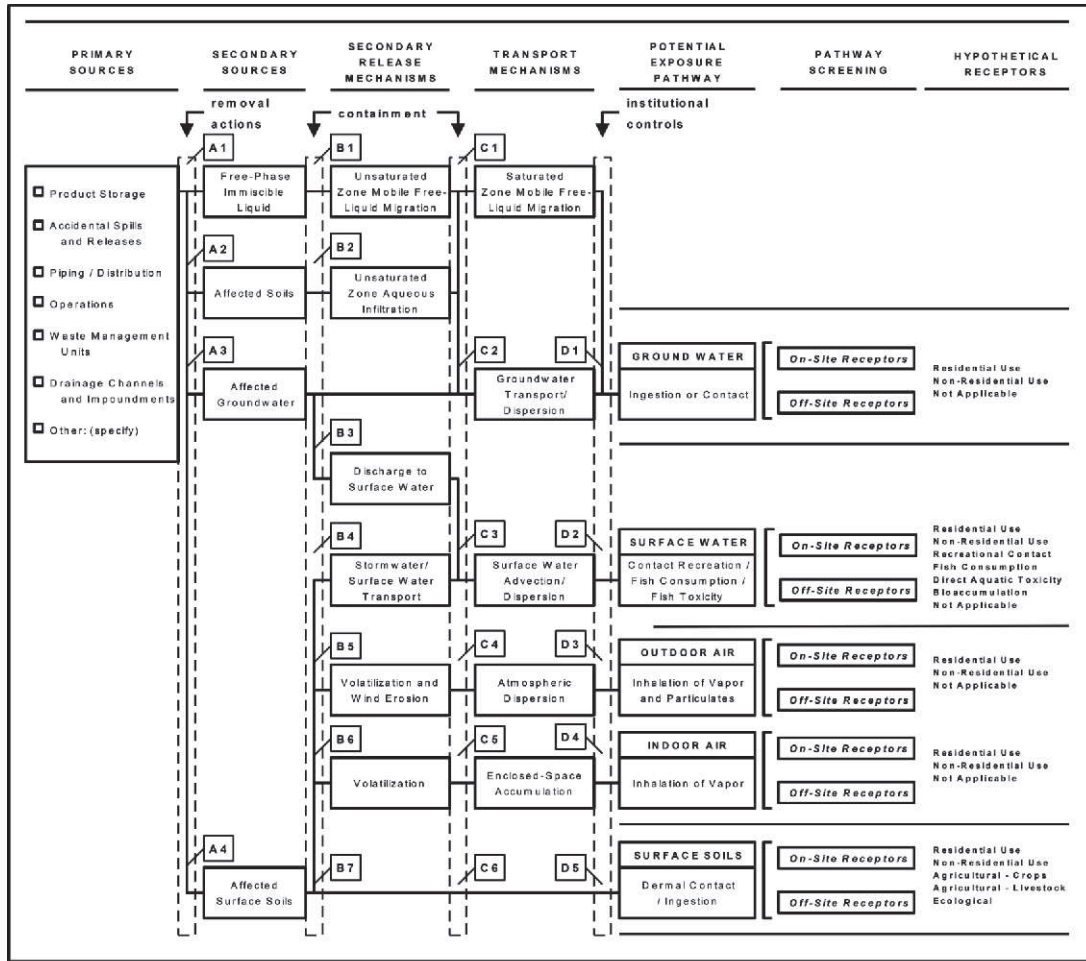 PRIMARY
SOURCES
SECONDARY
SOURCES
SECONDARY
RELEASE
MECHANISMS
TRANSPORT
MECHANISMS
POTENTIAL
EXPOSURE
PATHWAY
PATHWAY
SCREENING
HYPOTHETICAL
RECEPTORS
removal
actions
containment
institutional
controls
Product Storage
Accidental Spills
and Releases
Piping / Distribution
Operations
Waste Management
Units
Drainage Channels
and Impoundments
Other: (specify)
A1
Free-Phase
Immiscible
Liquid
B1
Unsaturated
Zone Mobile Free-
Liquid Migration
C1
Saturated
Zone Mobile Free-
Liquid Migration
A2
Affected Soils
B2
Unsaturated
Zone Aqueous
Infiltration
A3
Affected
Groundwater
C2
D1
Groundwater
Transport/
Dispersion
GROUND WATER
Ingestion or Contact
On-Site Receptors
Off-Site Receptors
Residential Use
Non-Residential Use
Not Applicable
B3
Discharge to
Surface Water
B4
Stormwater/
Surface Water
Transport
C3
D2
Surface Water
Advection/
Dispersion
SURFACE WATER
Contact Recreation /
Fish Consumption /
Fish Toxicity
On-Site Receptors
Off-Site Receptors
Residential Use
Non-Residential Use
Recreational Contact
Fish Consumption
Direct Aquatic Toxicity
Bioaccumulation
Not Applicable
B5
Volatilization and
Wind Erosion
C4
D3
Atmospheric
Dispersion
OUTDOOR AIR
Inhalation of Vapor
and Particulates
On-Site Receptors
Off-Site Receptors
Residential Use
Non-Residential Use
Not Applicable
B6
Volatilization
C5
D4
Enclosed-Space
Accumulation
INDOOR AIR
Inhalation of Vapor
On-Site Receptors
Off-Site Receptors
Residential Use
Non-Residential Use
Not Applicable
A4
Affected
Surface Soils
B7
C6
D5
SURFACE SOILS
Dermal Contact
/ Ingestion
On-Site Receptors
Off-Site Receptors
Residential Use
Non-Residential Use
Agricultural - Crops
Agricultural - Livestock
Ecological